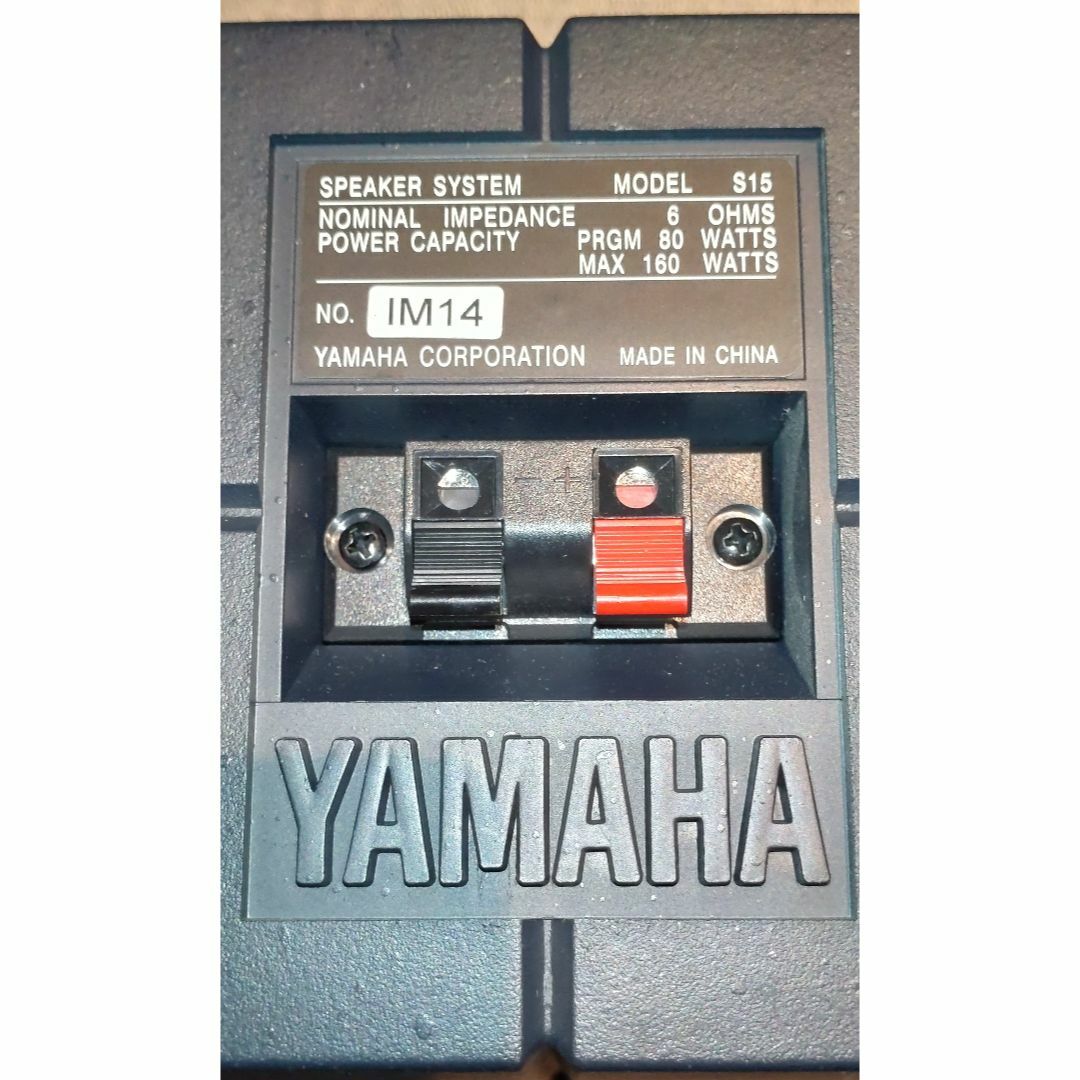 SPEAKER SYSTEM MODEL S15
NOMINAL IMPEDANCE 6 OHMS
POWER CAPACITY PRGM 80 WATTS
MAX 160 WATTS
NO. IM14
YAMAHA CORPORATION MADE IN CHINA
- +
YAMAHA